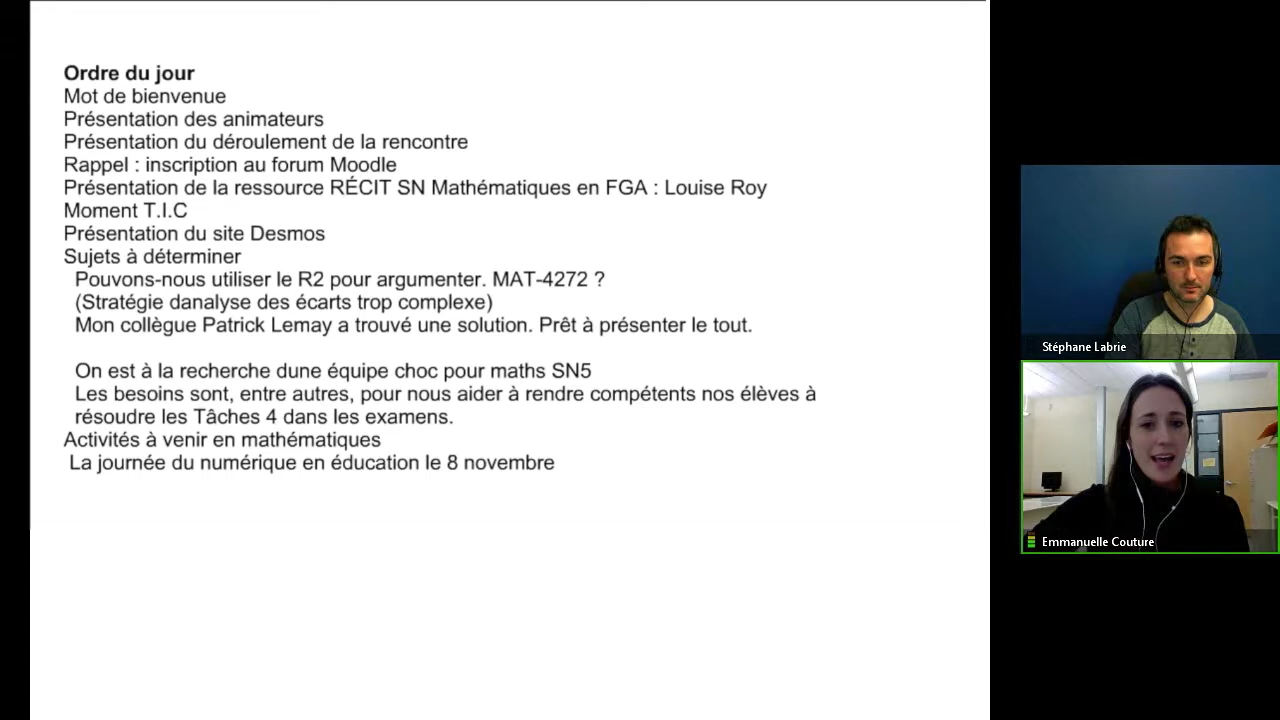 Ordre du jour
Mot de bienvenue
Présentation des animateurs
Présentation du déroulement de la rencontre
Rappel : inscription au forum Moodle
Présentation de la ressource RÉCIT SN Mathématiques en FGA : Louise Roy
Moment T.I.C
Présentation du site Desmos
Sujets à déterminer
Pouvons-nous utiliser le R2 pour argumenter. MAT-4272 ?
(Stratégie danalyse des écarts trop complexe)
Mon collègue Patrick Lemay a trouvé une solution. Prêt à présenter le tout.
On est à la recherche dune équipe choc pour maths SN5
Les besoins sont, entre autres, pour nous aider à rendre compétents nos élèves à
résoudre les Tâches 4 dans les examens.
Activités à venir en mathématiques
La journée du numérique en éducation le 8 novembre
Stéphane Labrie
Emmanuelle Couture